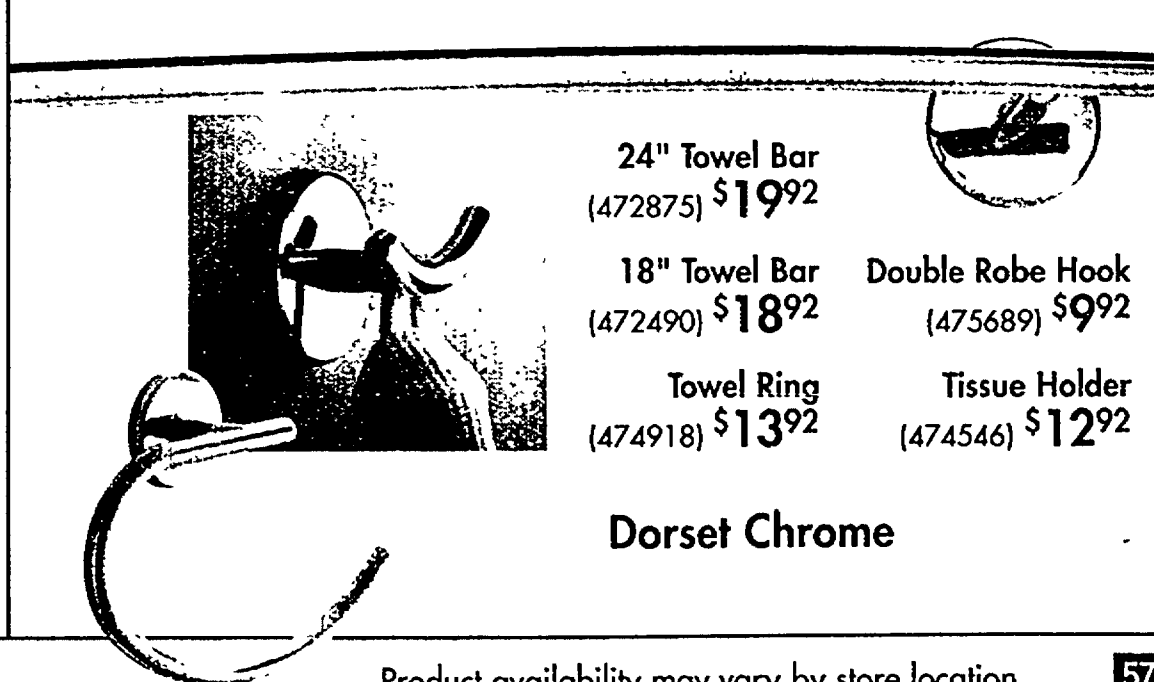 24" Towel Bar
(472875) $19⁹²
18" Towel Bar
(472490) $18⁹²
Towel Ring
(474918) $13⁹²
Double Robe Hook
(475689) $9⁹²
Tissue Holder
(474546) $12⁹²
Dorset Chrome
Product availability may vary by store location
57